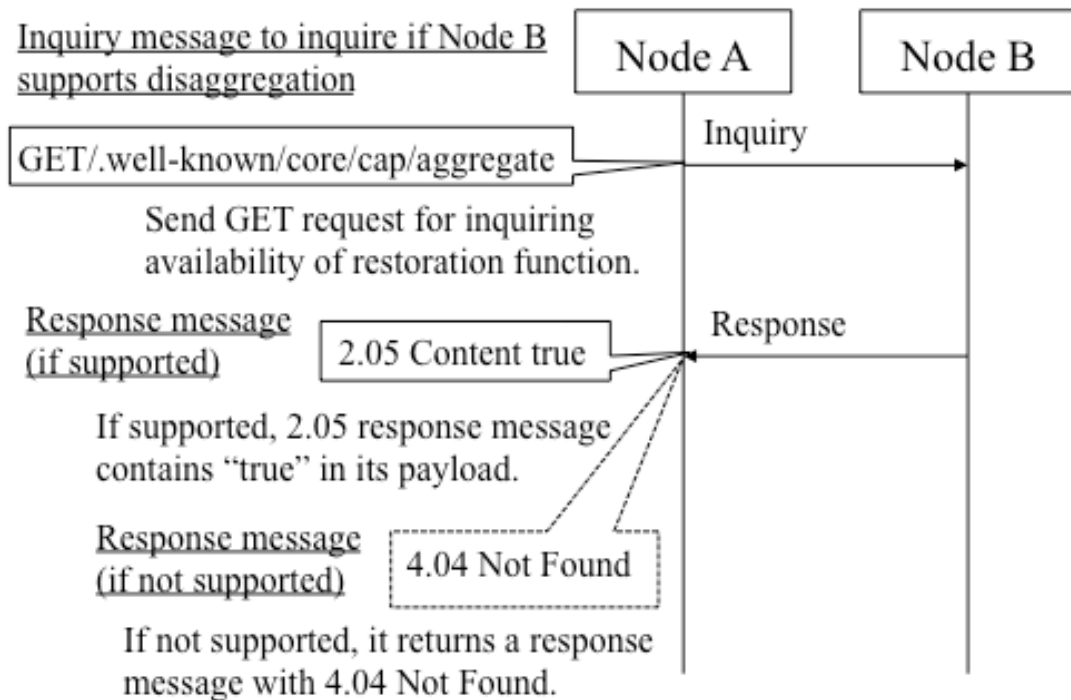 Inquiry message to inquire if Node B
supports disaggregation
Node A
Node B
Inquiry
GET/.well-known/core/cap/aggregate
Send GET request for inquiring
availability of restoration function.
Response message
(if supported)
2.05 Content true
Response
If supported, 2.05 response message
contains “true” in its payload.
Response message
(if not supported)
4.04 Not Found
If not supported, it returns a response
message with 4.04 Not Found.